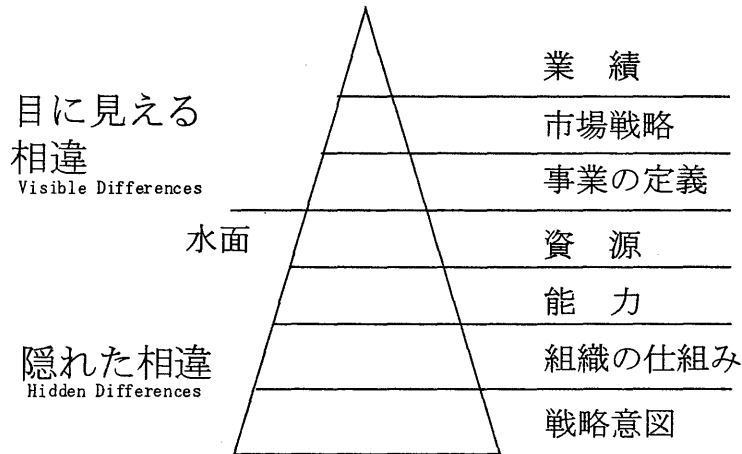 目に見える
相違
Visible Differences
水面
隠れた相違
Hidden Differences
業 績
市場戦略
事業の定義
資 源
能 力
組織の仕組み
戦略意図